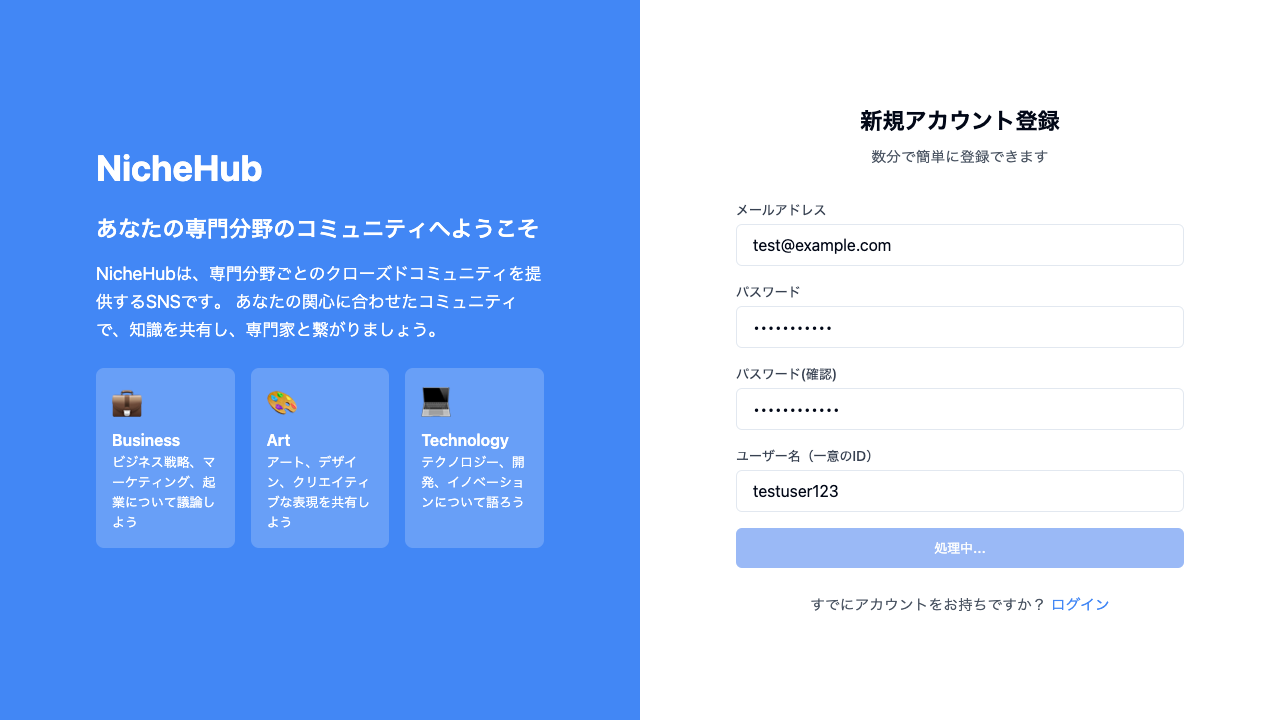 NicheHub
あなたの専門分野のコミュニティへようこそ
NicheHubは、専門分野ごとのクローズドコミュニティを提
供するSNSです。 あなたの関心に合わせたコミュニティ
で、知識を共有し、専門家と繋がりましょう。
Business
ビジネス戦略、マ
ーケティング、起
業について議論し
よう
Art
アート、デザイ
ン、クリエイティ
ブな表現を共有し
よう
Technology
テクノロジー、開
発、イノベーショ
ンについて語ろう
新規アカウント登録
数分で簡単に登録できます
メールアドレス
test@example.com
パスワード
•••••••••••
パスワード(確認)
••••••••••••
ユーザー名（一意のID）
testuser123
処理中...
すでにアカウントをお持ちですか？ ログイン